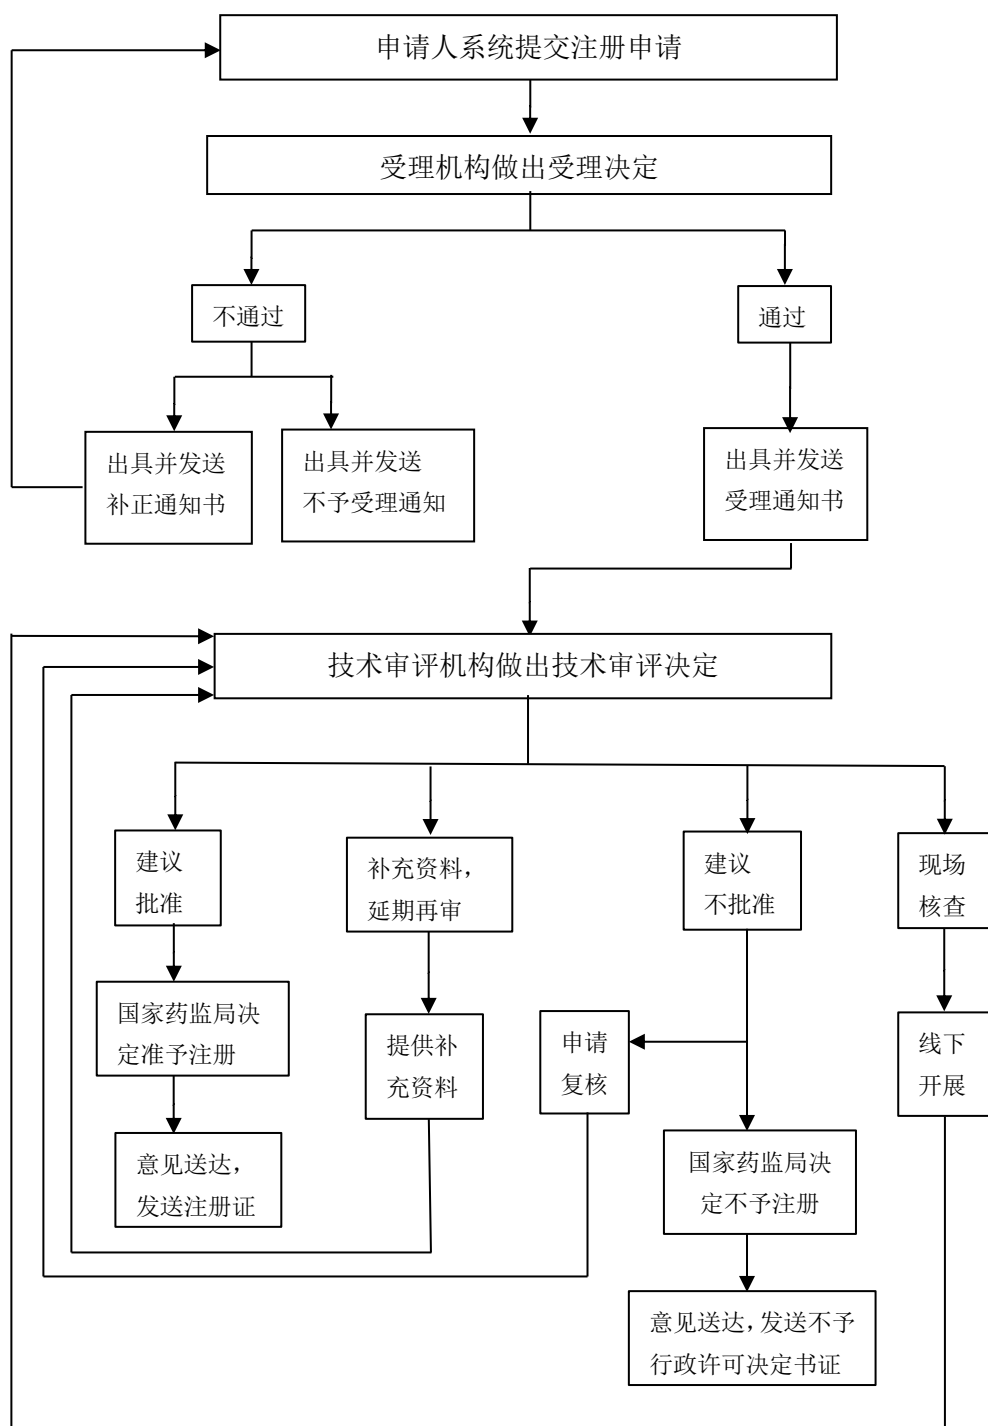 申请人系统提交注册申请
受理机构做出受理决定
不通过
通过
出具并发送
补正通知书
出具并发送
不予受理通知
出具并发送
受理通知书
技术审评机构做出技术审评决定
建议
批准
补充资料，
延期再审
建议
不批准
现场
核查
国家药监局决
定准予注册
提供补
充资料
申请
复核
线下
开展
意见送达，
发送注册证
国家药监局决
定不予注册
意见送达，发送不予
行政许可决定书证